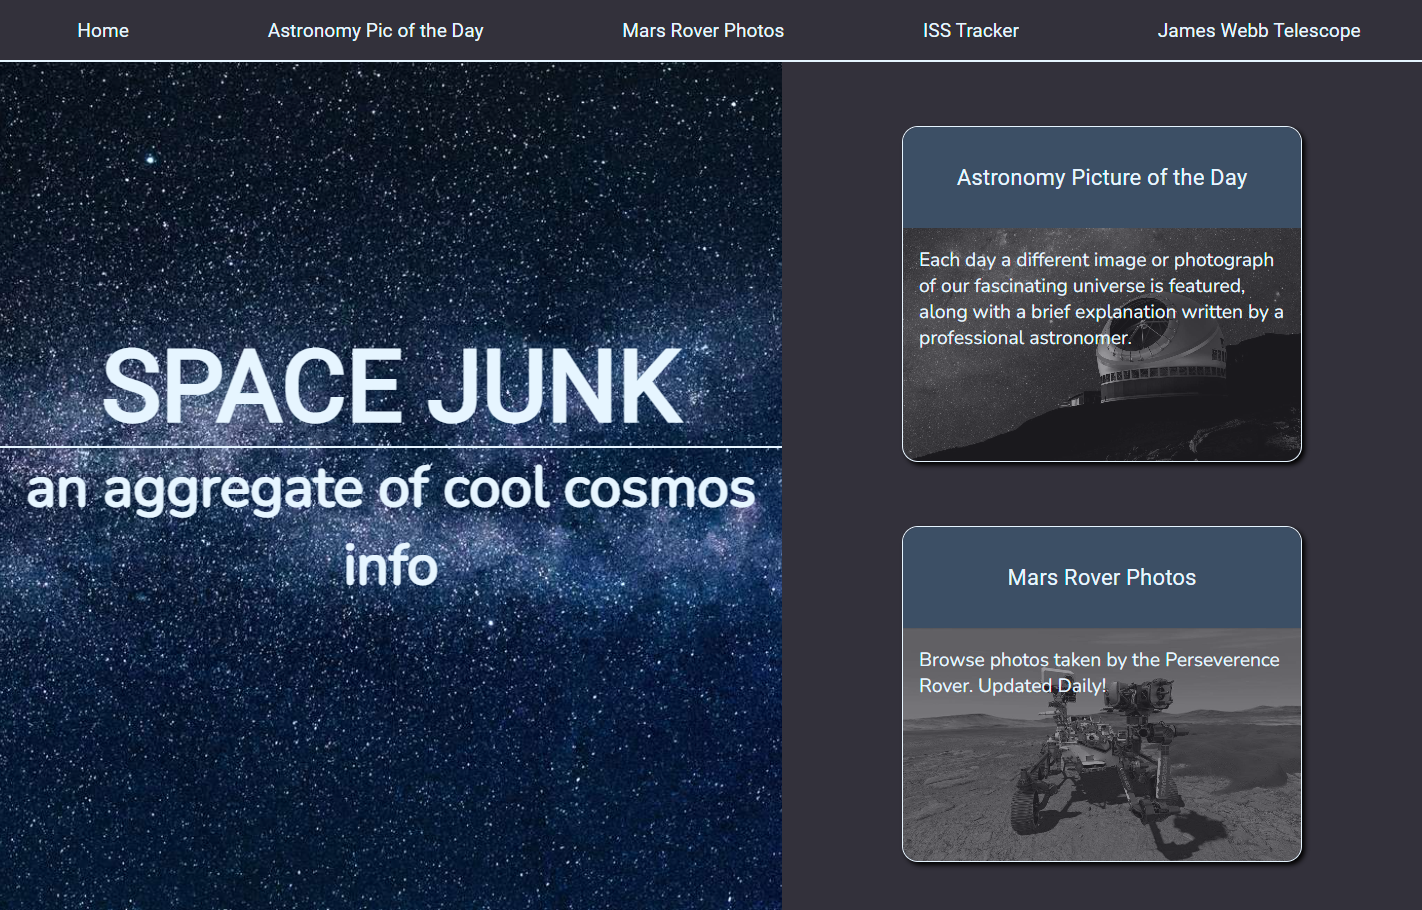 Home
Astronomy Pic of the Day
Mars Rover Photos
ISS Tracker
James Webb Telescope
SPACE JUNK
an aggregate of cool cosmos
info
Astronomy Picture of the Day
Each day a different image or photograph
of our fascinating universe is featured,
along with a brief explanation written by a
professional astronomer.
Mars Rover Photos
Browse photos taken by the Perseverence
Rover. Updated Daily!